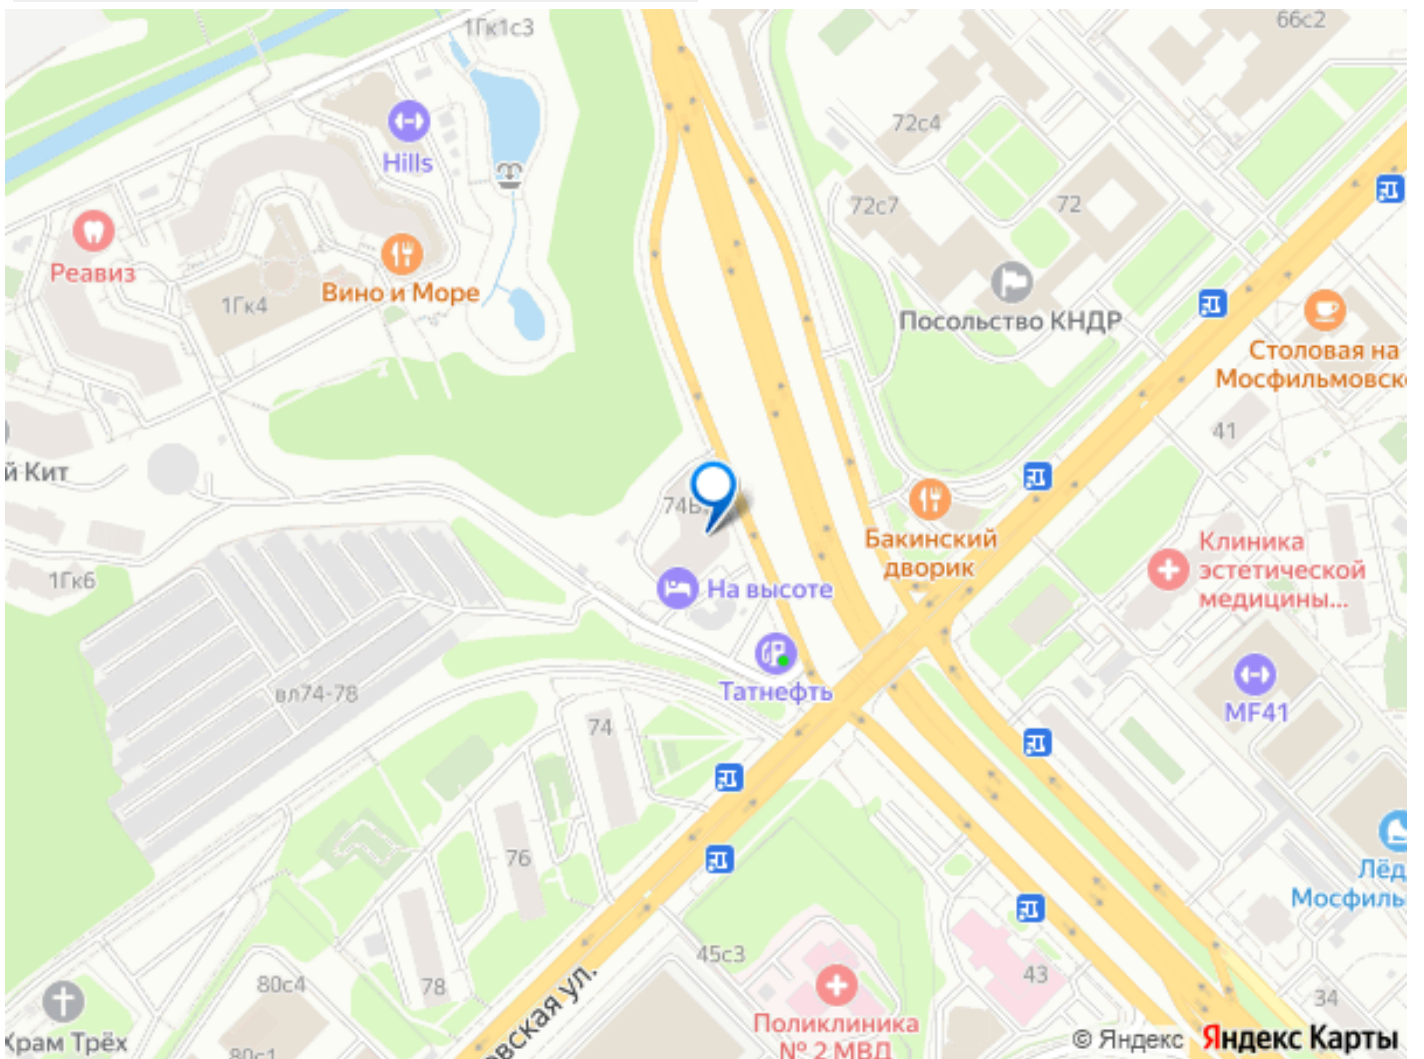 1Гк1с3
66с2
Hills
72с4
Реавиз
72с7
72
Вино и Море
1Гк4
Посольство КНДР
Столовая на
Мосфильмовск
41
й Кит
74Б
Бакинский
дворик
Клиника
эстетической
медицины...
1Гк6
На высоте
Татнефть
вл74-78
MF41
74
76
Лёд
Мосфиль
45с3
43
78
80с4
34
вская ул.
Поликлиника
№ 2 МВД
Храм Трёх
80с1
© Яндекс Яндекс Карты